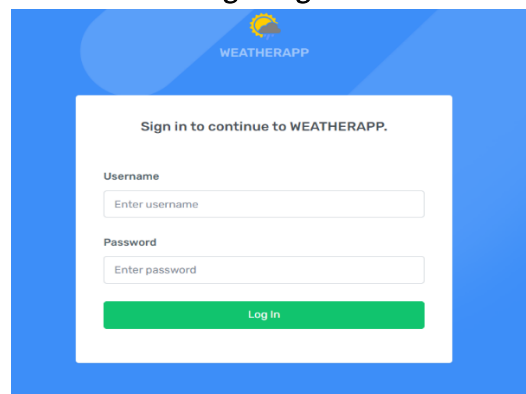 WEATHERAPP
Sign in to continue to WEATHERAPP.
Username
Enter username
Password
Enter password
Log In